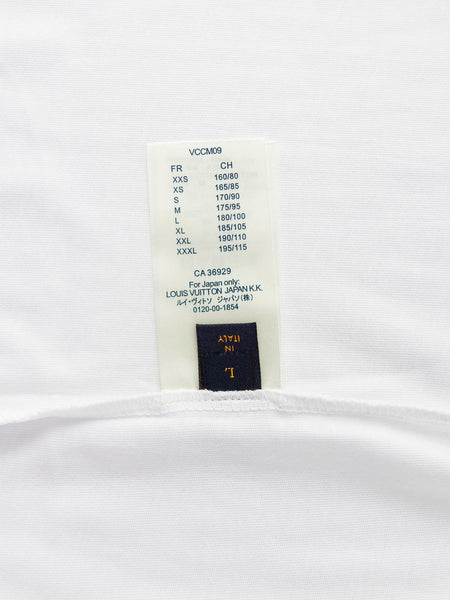 VCCM09
FR CH
XXS 160/80
XS 165/85
S 170/90
M 175/95
L 180/100
XL 185/105
XXL 190/110
XXXL 195/115
CA 36929
For Japan only:
LOUIS VUITTON JAPAN K.K.
ルイ・ヴィトン ジャパン(株)
0120-00-1854
L
IN
ITALY